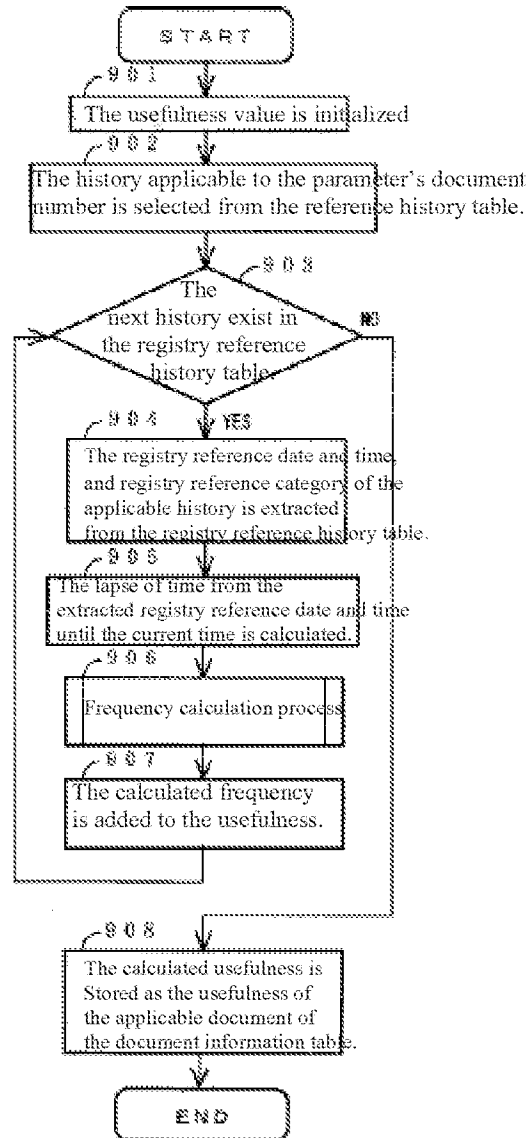 START
901
The usefulness value is initialized
902
The history applicable to the parameter's document
number is selected from the reference history table.
903
The
next history exist in
the registry reference
history table.
NO
YES
904
The registry reference date and time,
and registry reference category of the
applicable history is extracted
from the registry reference history table.
905
The lapse of time from the
extracted registry reference date and time
until the current time is calculated.
906
Frequency calculation process
907
The calculated frequency
is added to the usefulness.
908
The calculated usefulness is
Stored as the usefulness of
the applicable document of
the document information table.
END